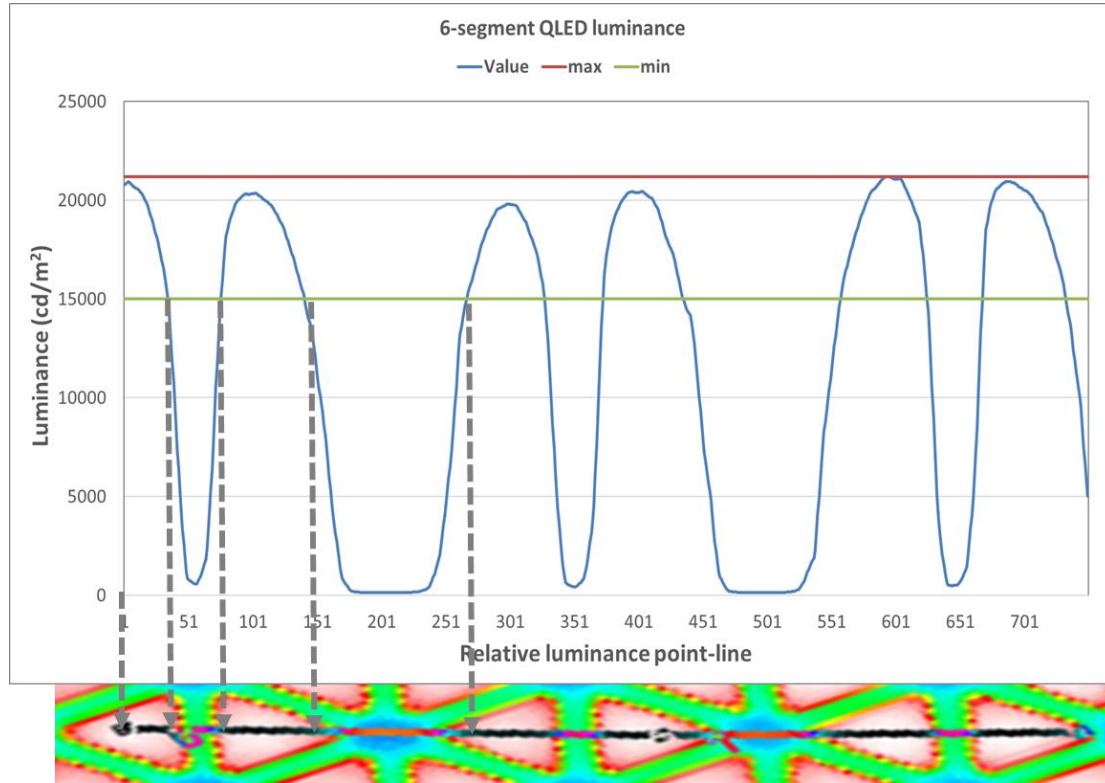 6-segment QLED luminance
Value max min
25000
20000
15000
10000
5000
0
Luminance (cd/m²)
1 51 101 151 201 251 301 351 401 451 501 551 601 651 701
Relative luminance point-line